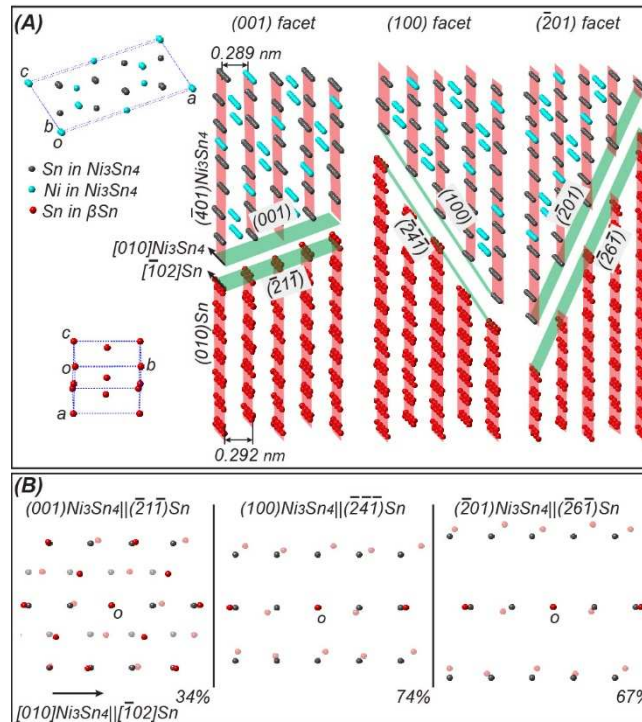 (A)
(001) facet
(100) facet
(2̄01) facet
0.289 nm
c
a
b
o
Sn in Ni3Sn4
Ni in Ni3Sn4
Sn in βSn
(4̄01)Ni3Sn4
(001)
(100)
(2̄01)
[010]Ni3Sn4
[1̄02]Sn
(2̄11̄)
(2̄4̄1̄)
(2̄61̄)
(010)Sn
c
o
b
a
0.292 nm
(B)
(001)Ni3Sn4||(2̄11̄)Sn
(100)Ni3Sn4||(2̄4̄1̄)Sn
(2̄01)Ni3Sn4||(2̄61̄)Sn
o
o
o
34%
74%
67%
[010]Ni3Sn4||[1̄02]Sn